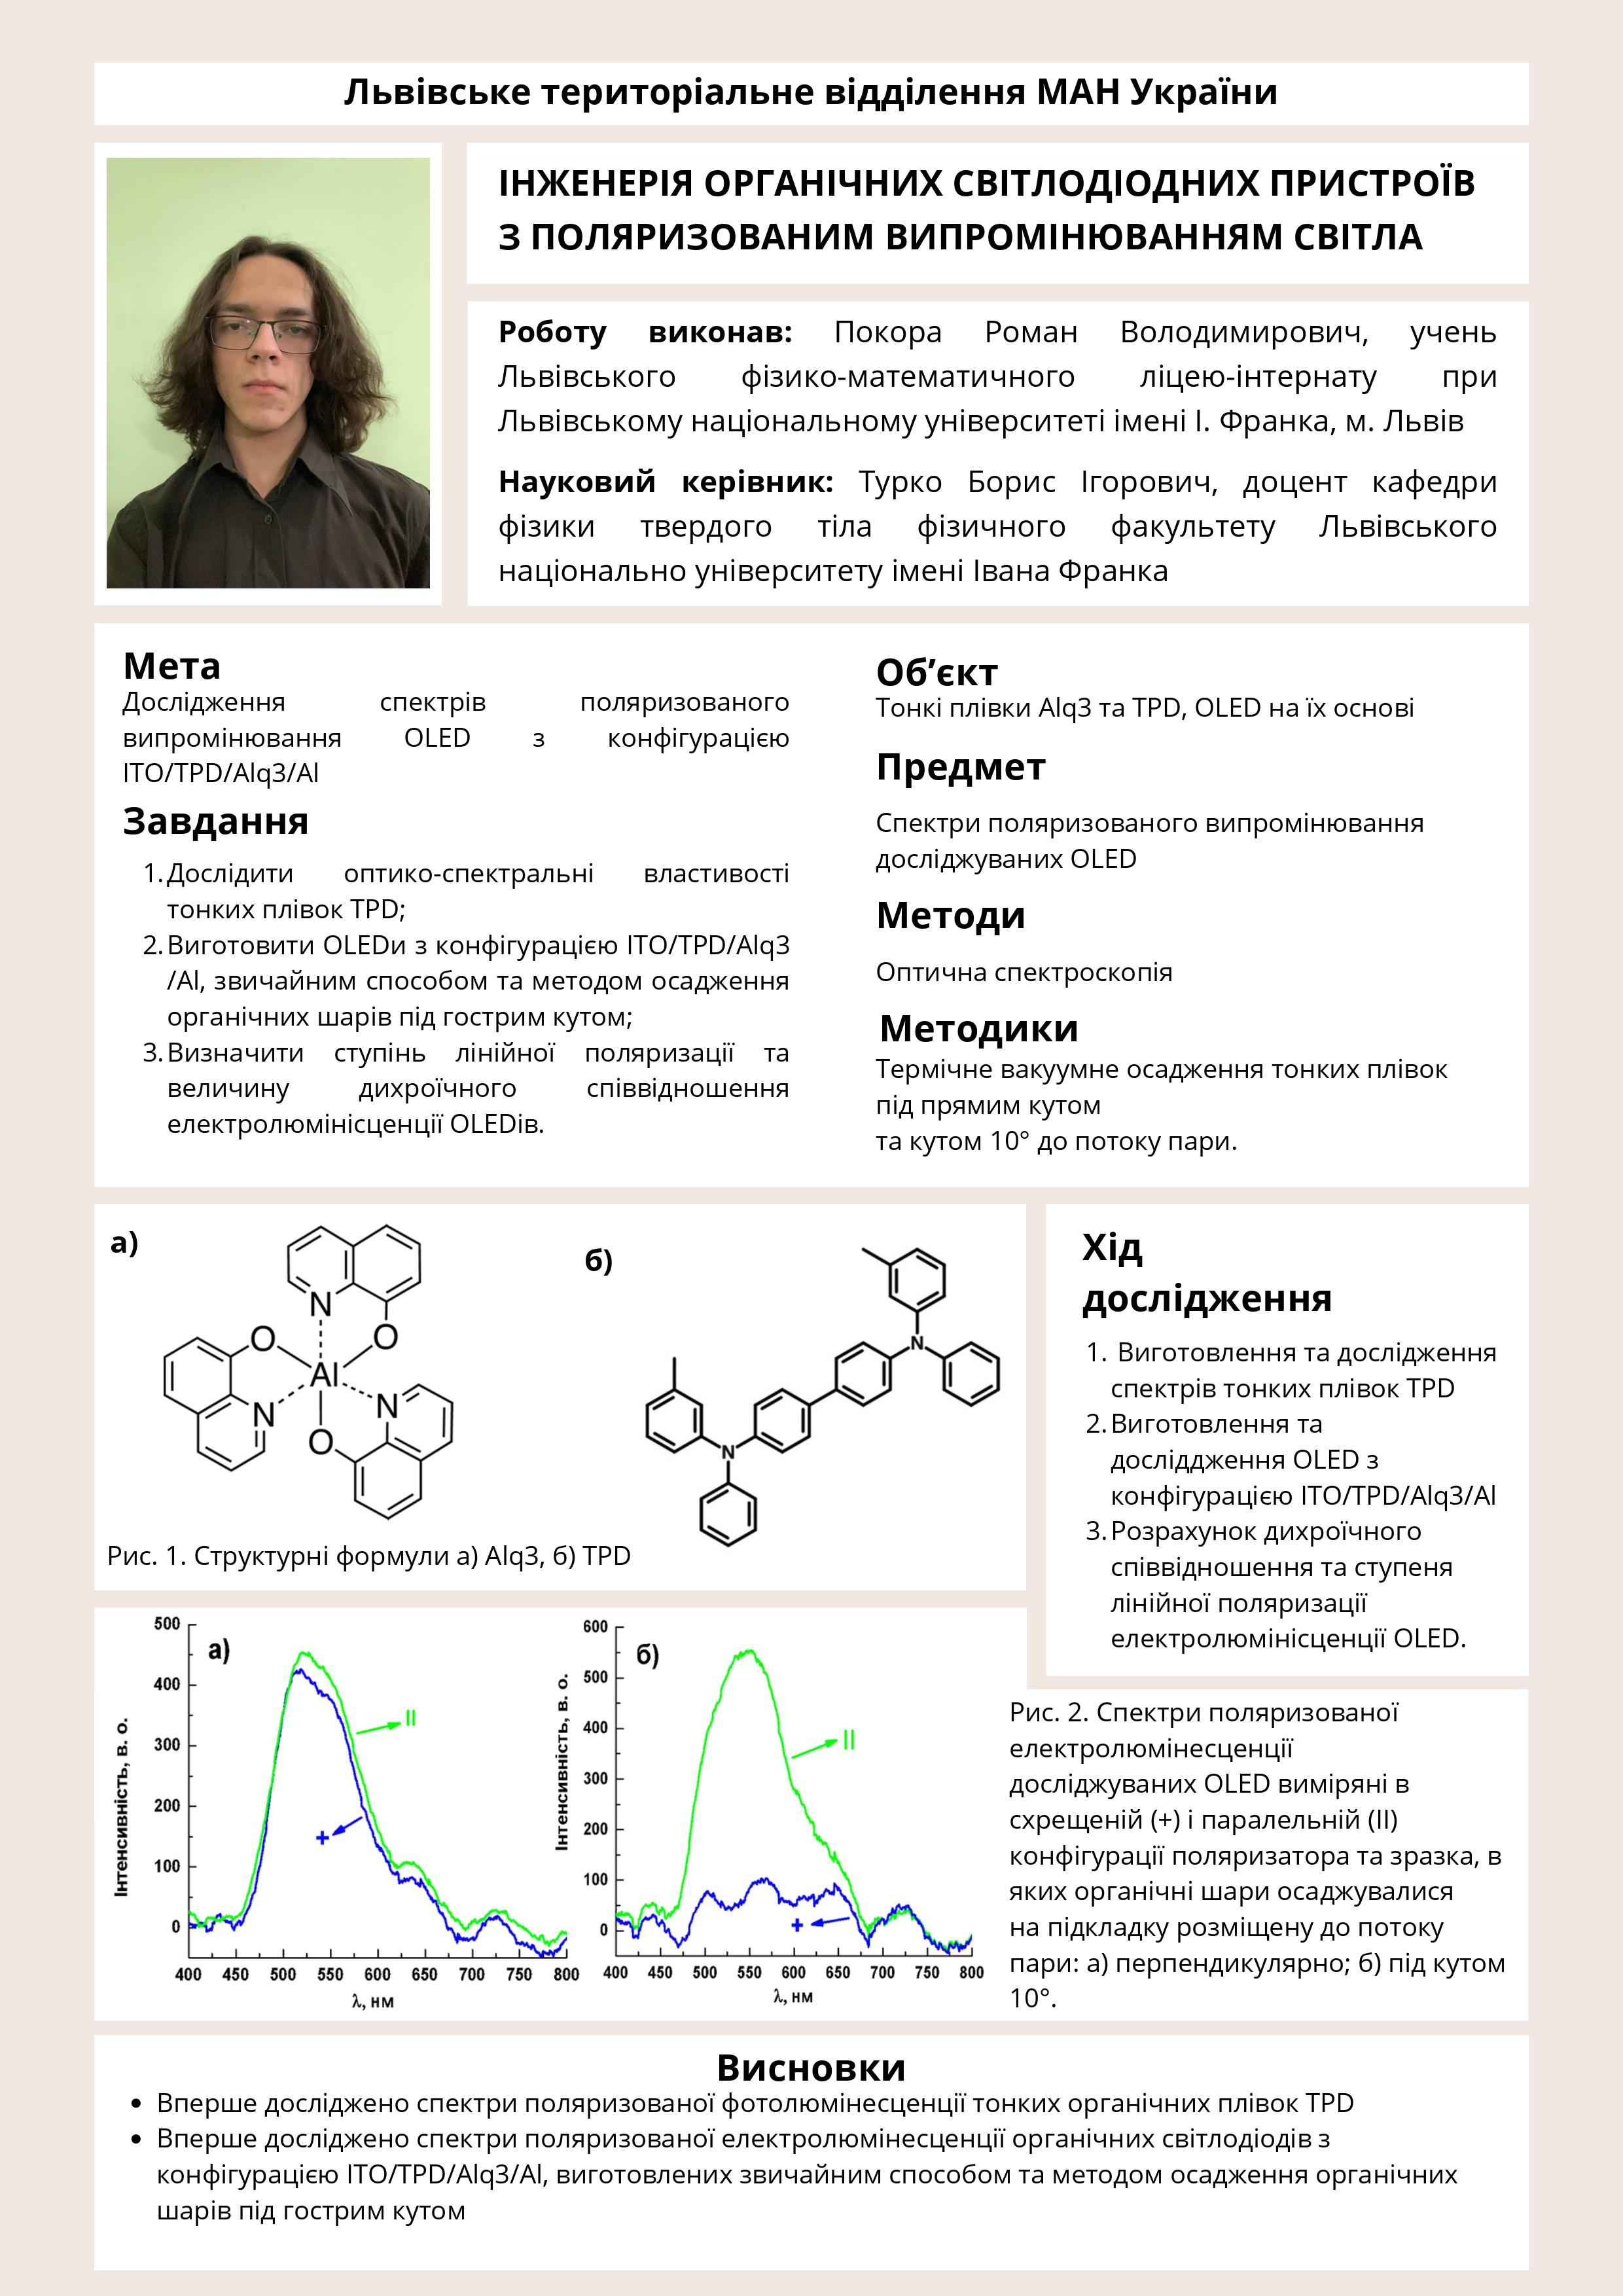 Львівське територіальне відділення МАН України
ІНЖЕНЕРІЯ ОРГАНІЧНИХ СВІТЛОДІОДНИХ ПРИСТРОЇВ
З ПОЛЯРИЗОВАНИМ ВИПРОМІНЮВАННЯМ СВІТЛА
Роботу виконав: Покора Роман Володимирович, учень
Львівського фізико-математичного ліцею-інтернату при
Львівському національному університеті імені І. Франка, м. Львів
Науковий керівник: Турко Борис Ігорович, доцент кафедри
фізики твердого тіла фізичного факультету Львівського
національно університету імені Івана Франка
Мета
Дослідження спектрів поляризованого
випромінювання OLED з конфігурацією
ITO/TPD/Alq3/Al
Завдання
1. Дослідити оптико-спектральні властивості
тонких плівок TPD;
2. Виготовити OLEDи з конфігурацією ITO/TPD/Alq3
/Al, звичайним способом та методом осадження
органічних шарів під гострим кутом;
3. Визначити ступінь лінійної поляризації та
величину дихроїчного співвідношення
електролюмінісценції OLEDів.
Об’єкт
Тонкі плівки Alq3 та TPD, OLED на їх основі
Предмет
Спектри поляризованого випромінювання
досліджуваних OLED
Методи
Оптична спектроскопія
Методики
Термічне вакуумне осадження тонких плівок
під прямим кутом
та кутом 10° до потоку пари.
а)
N
O
O
Al
N
N
O
б)
N
N
Рис. 1. Структурні формули а) Alq3, б) TPD
Хід
дослідження
1. Виготовлення та дослідження
спектрів тонких плівок TPD
2. Виготовлення та
досліддження OLED з
конфігурацією ITO/TPD/Alq3/Al
3. Розрахунок дихроїчного
співвідношення та ступеня
лінійної поляризації
електролюмінісценції OLED.
Інтенсивність, в. о.
500
400
300
200
100
0
а)
II
+
400 450 500 550 600 650 700 750 800
λ, нм
Інтенсивність, в. о.
600
500
400
300
200
100
0
б)
II
+
400 450 500 550 600 650 700 750 800
λ, нм
Рис. 2. Спектри поляризованої
електролюмінесценції
досліджуваних OLED виміряні в
схрещеній (+) і паралельній (II)
конфігурації поляризатора та зразка, в
яких органічні шари осаджувалися
на підкладку розміщену до потоку
пари: а) перпендикулярно; б) під кутом
10°.
Висновки
• Вперше досліджено спектри поляризованої фотолюмінесценції тонких органічних плівок TPD
• Вперше досліджено спектри поляризованої електролюмінесценції органічних світлодіодів з
конфігурацією ITO/TPD/Alq3/Al, виготовлених звичайним способом та методом осадження органічних
шарів під гострим кутом